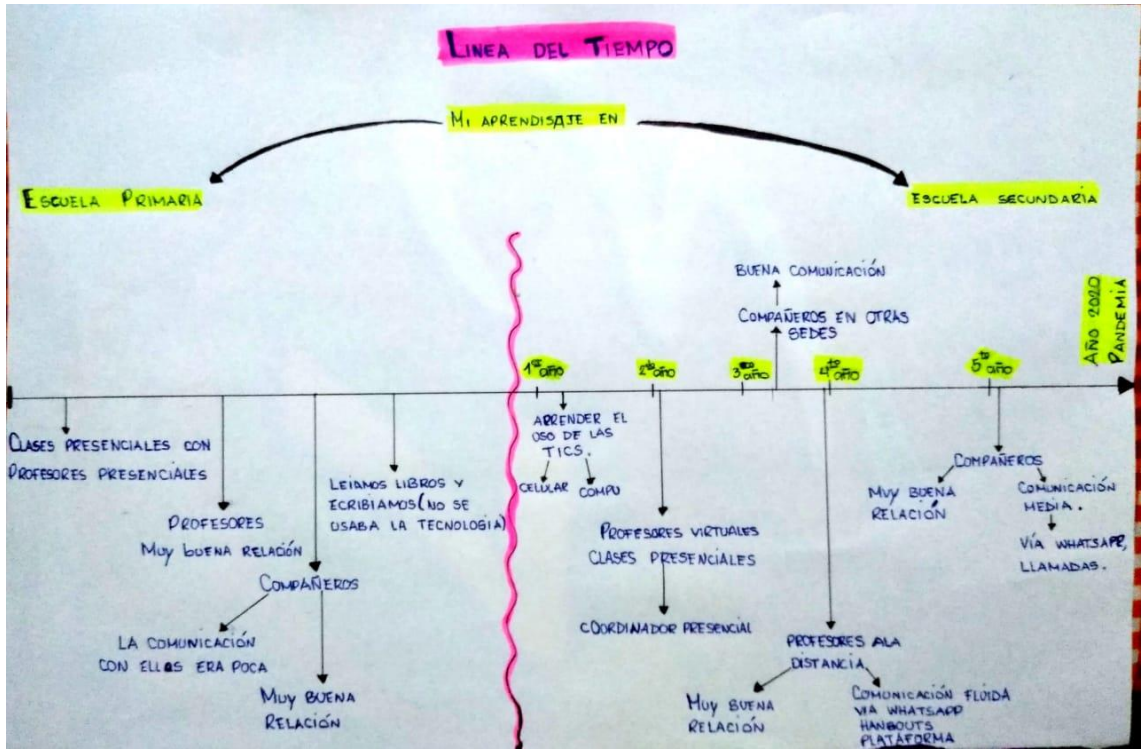 LINEA DEL TIEMPO
MI APRENDISAJE EN
ESCUELA PRIMARIA
ESCUELA SECUNDARIA
CLASES PRESENCIALES CON
PROFESORES PRESENCIALES
PROFESORES
MUY BUENA RELACIÓN
COMPAÑEROS
LA COMUNICACIÓN
CON ELLOS ERA POCA
MUY BUENA
RELACIÓN
LEIAMOS LIBROS Y
ECRIBIAMOS (NO SE
USABA LA TECNOLOGIA)
1er año
APRENDER EL
USO DE LAS
TICS.
CELULAR
COMPU
2do año
PROFESORES VIRTUALES
CLASES PRESENCIALES
COORDINADOR PRESENCIAL
3ero año
BUENA COMUNICACIÓN
COMPAÑEROS EN OTRAS
SEDES
4to año
PROFESORES ALA
DISTANCIA
MUY BUENA
RELACIÓN
COMUNICACIÓN FLUIDA
VIA WHATSAPP
HANGOUTS
PLATAFORMA
5to año
COMPAÑEROS
MUY BUENA
RELACIÓN
COMUNICACIÓN
MEDIA.
VÍA WHATSAPP,
LLAMADAS.
AÑO 2020
PANDEMIA